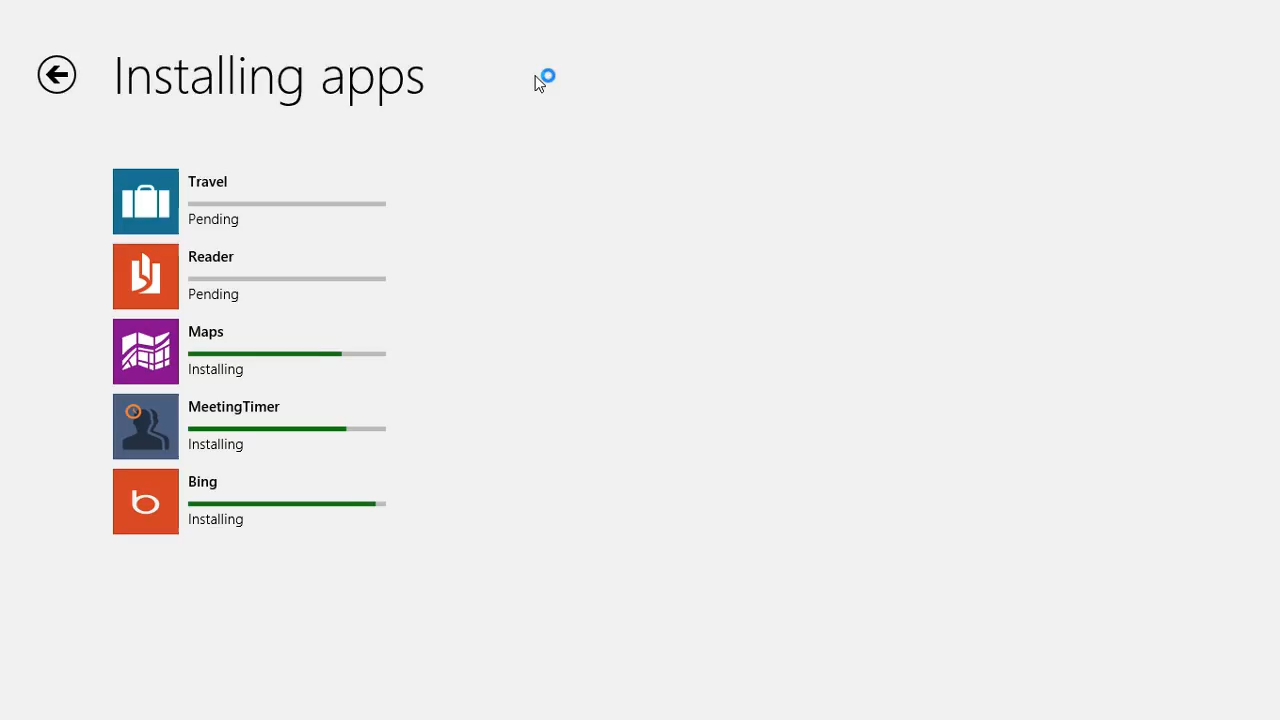 Installing apps
Travel
Pending
Reader
Pending
Maps
Installing
MeetingTimer
Installing
Bing
Installing